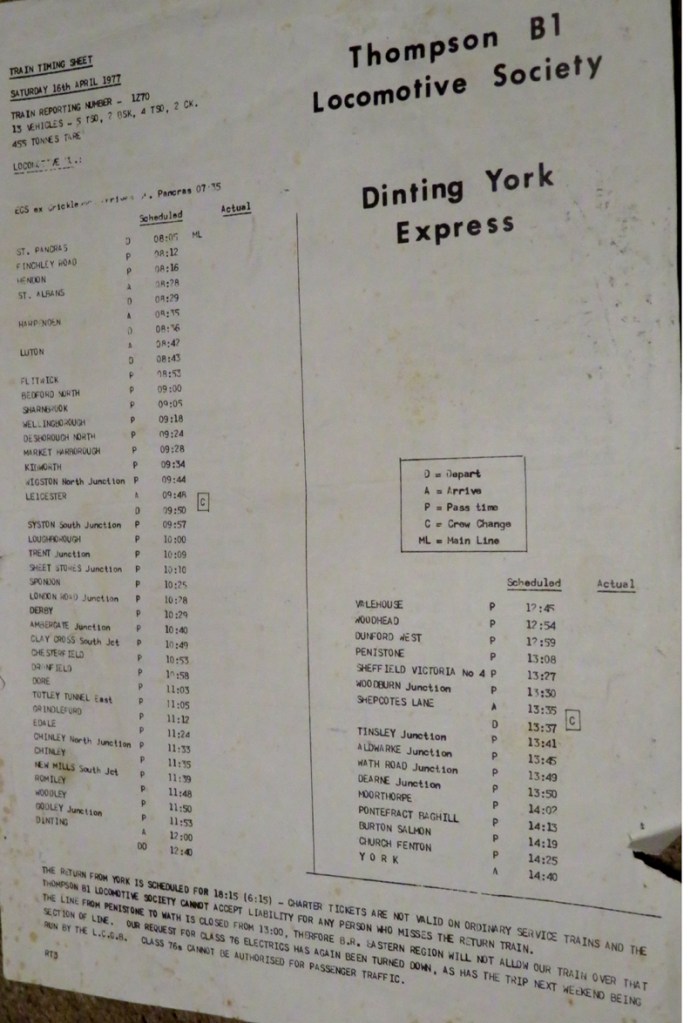 TRAIN TIMING SHEET
SATURDAY 16th APRIL 1977
TRAIN REPORTING NUMBER - 1Z70
13 VEHICLES - 5 TSO, 2 BSK, 4 TSO, 2 CK.
455 TONNES TARE
ECS ex Pancras 07:35
Scheduled Actual
ST. PANCRAS D 08:05 ML
FINCHLEY ROAD P 08:12
HENDON P 08:16
ST. ALBANS A 08:28
D 08:29
HARPENDEN A 08:35
D 08:36
LUTON A 08:42
D 08:43
FLITWICK P 08:53
BEDFORD NORTH P 09:00
SHARNBROOK P 09:05
WELLINGBOROUGH P 09:18
DESBOROUGH NORTH P 09:24
MARKET HARBOROUGH P 09:28
KIBWORTH P 09:34
WIGSTON North Junction P 09:44
LEICESTER A 09:48 C
D 09:50
SYSTON South Junction P 09:57
LOUGHBOROUGH P 10:00
TRENT Junction P 10:09
SHEET STORES Junction P 10:10
SPONDON P 10:25
LONDON ROAD Junction P 10:28
DERBY P 10:29
AMBERGATE Junction P 10:40
CLAY CROSS South Jct P 10:49
CHESTERFIELD P 10:53
DRONFIELD P 10:58
DORE P 11:03
TOTLEY TUNNEL East P 11:05
GRINDLEFORD P 11:12
EDALE P 11:24
CHINLEY North Junction P 11:33
CHINLEY P 11:35
NEW MILLS South Jct P 11:39
ROMILEY P 11:48
WOODLEY P 11:50
GODLEY Junction P 11:53
DINTING A 12:00
DD 12:40
Thompson B1
Locomotive Society
Dinting York
Express
D = Depart
A = Arrive
P = Pass time
C = Crew Change
ML = Main Line
Scheduled Actual
VALEHOUSE P 12:45
WOODHEAD P 12:54
DUNFORD WEST P 12:59
PENISTONE P 13:08
SHEFFIELD VICTORIA No 4 P 13:27
WOODBURN Junction P 13:30
SHEPCOTES LANE A 13:35 C
D 13:37
TINSLEY Junction P 13:41
ALDWARKE Junction P 13:45
WATH ROAD Junction P 13:49
DEARNE Junction P 13:50
MOORTHORPE P 14:02
PONTEFRACT BAGHILL P 14:13
BURTON SALMON P 14:19
CHURCH FENTON P 14:25
YORK A 14:40
THE RETURN FROM YORK IS SCHEDULED FOR 18:15 (6:15) - CHARTER TICKETS ARE NOT VALID ON ORDINARY SERVICE TRAINS AND THE
THOMPSON B1 LOCOMOTIVE SOCIETY CANNOT ACCEPT LIABILITY FOR ANY PERSON WHO MISSES THE RETURN TRAIN.
THE LINE FROM PENISTONE TO WATH IS CLOSED FROM 13:00, THERFORE B.R. EASTERN REGION WILL NOT ALLOW OUR TRAIN OVER THAT
SECTION OF LINE. OUR REQUEST FOR CLASS 76 ELECTRICS HAS AGAIN BEEN TURNED DOWN, AS HAS THE TRIP NEXT WEEKEND BEING
RUN BY THE L.C.G.B. CLASS 76s CANNOT BE AUTHORISED FOR PASSENGER TRAFFIC.